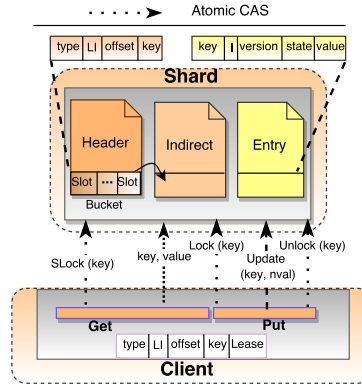 Atomic CAS
type LI offset key
key I version state value
Shard
Header
Indirect
Entry
Slot ... Slot
Bucket
SLock (key)
key, value
Lock (key)
Update
(key, nval)
Unlock (key)
Get
Put
type LI offset key Lease
Client